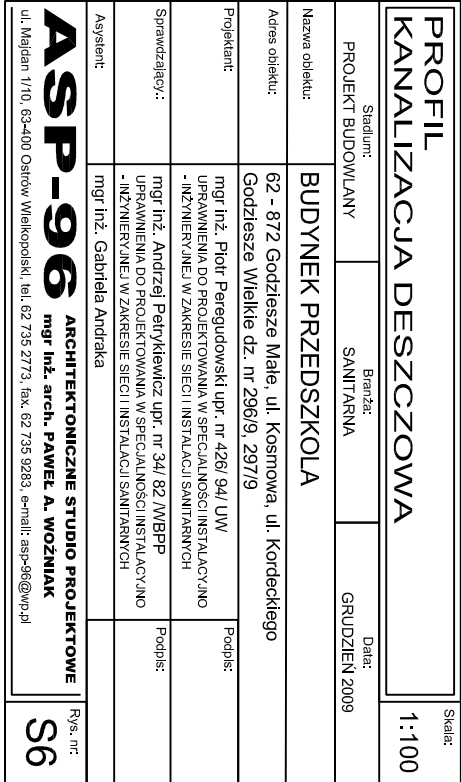 PROFIL
KANALIZACJA DESZCZOWA
Skala:
1:100
Stadium:
PROJEKT BUDOWLANY
Branża:
SANITARNA
Data:
GRUDZIEŃ 2009
Nazwa obiektu:
BUDYNEK PRZEDSZKOLA
Adres obiektu:
62 - 872 Godziesze Małe, ul. Kosmowa, ul. Kordeckiego
Godziesze Wielkie dz. nr 296/9, 297/9
Projektant:
mgr inż. Piotr Peregudowski upr. nr 426/ 94/ UW
UPRAWNIENIA DO PROJEKTOWANIA W SPECJALNOŚCI INSTALACYJNO
- INŻYNIERYJNEJ W ZAKRESIE SIECI I INSTALACJI SANITARNYCH
Podpis:
Sprawdzający.:
mgr inż. Andrzej Petrykiewicz upr. nr 34/ 82 /WBPP
UPRAWNIENIA DO PROJEKTOWANIA W SPECJALNOŚCI INSTALACYJNO
- INŻYNIERYJNEJ W ZAKRESIE SIECI I INSTALACJI SANITARNYCH
Podpis:
Asystent:
mgr inż. Gabriela Andraka
ASP-96
ARCHITEKTONICZNE STUDIO PROJEKTOWE
mgr inż. arch. PAWEŁ A. WOŹNIAK
ul. Majdan 1/10, 63-400 Ostrów Wielkopolski, tel. 62 735 2773, fax. 62 735 9283, e-mail: asp-96@wp.pl
Rys. nr:
S6